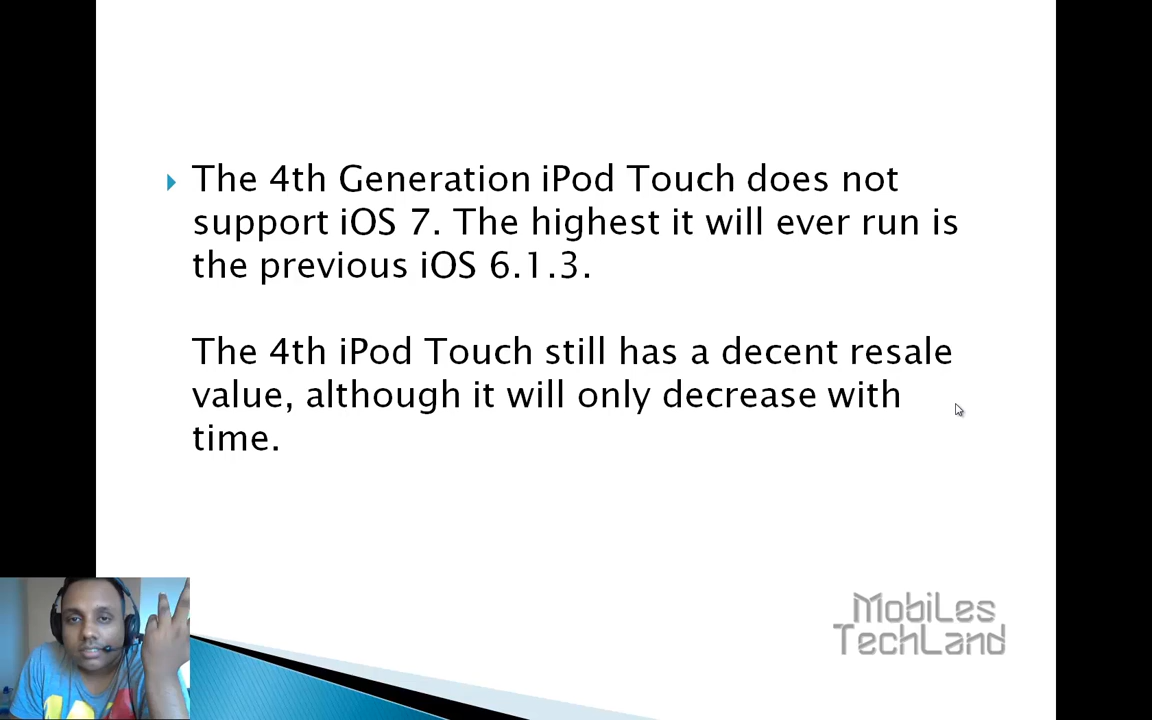 The 4th Generation iPod Touch does not
support iOS 7. The highest it will ever run is
the previous iOS 6.1.3.
The 4th iPod Touch still has a decent resale
value, although it will only decrease with
time.
MobiLes
TechLand